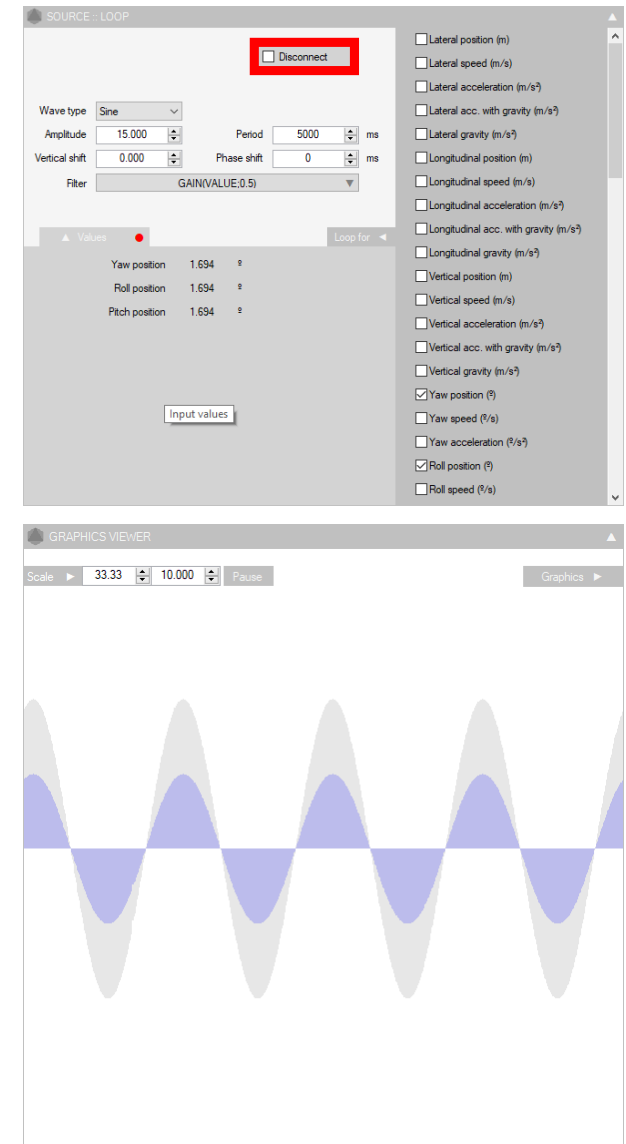 SOURCE :: LOOP
Disconnect
Wave type Sine
Amplitude 15.000 Period 5000 ms
Vertical shift 0.000 Phase shift 0 ms
Filter GAIN(VALUE;0.5)
Values Loop for
Yaw position 1.694 º
Roll position 1.694 º
Pitch position 1.694 º
Input values
Lateral position (m)
Lateral speed (m/s)
Lateral acceleration (m/s²)
Lateral acc. with gravity (m/s²)
Lateral gravity (m/s²)
Longitudinal position (m)
Longitudinal speed (m/s)
Longitudinal acceleration (m/s²)
Longitudinal acc. with gravity (m/s²)
Longitudinal gravity (m/s²)
Vertical position (m)
Vertical speed (m/s)
Vertical acceleration (m/s²)
Vertical acc. with gravity (m/s²)
Vertical gravity (m/s²)
Yaw position (º)
Yaw speed (º/s)
Yaw acceleration (º/s²)
Roll position (º)
Roll speed (º/s)
GRAPHICS VIEWER
Scale 33.33 10.000 Pause Graphics